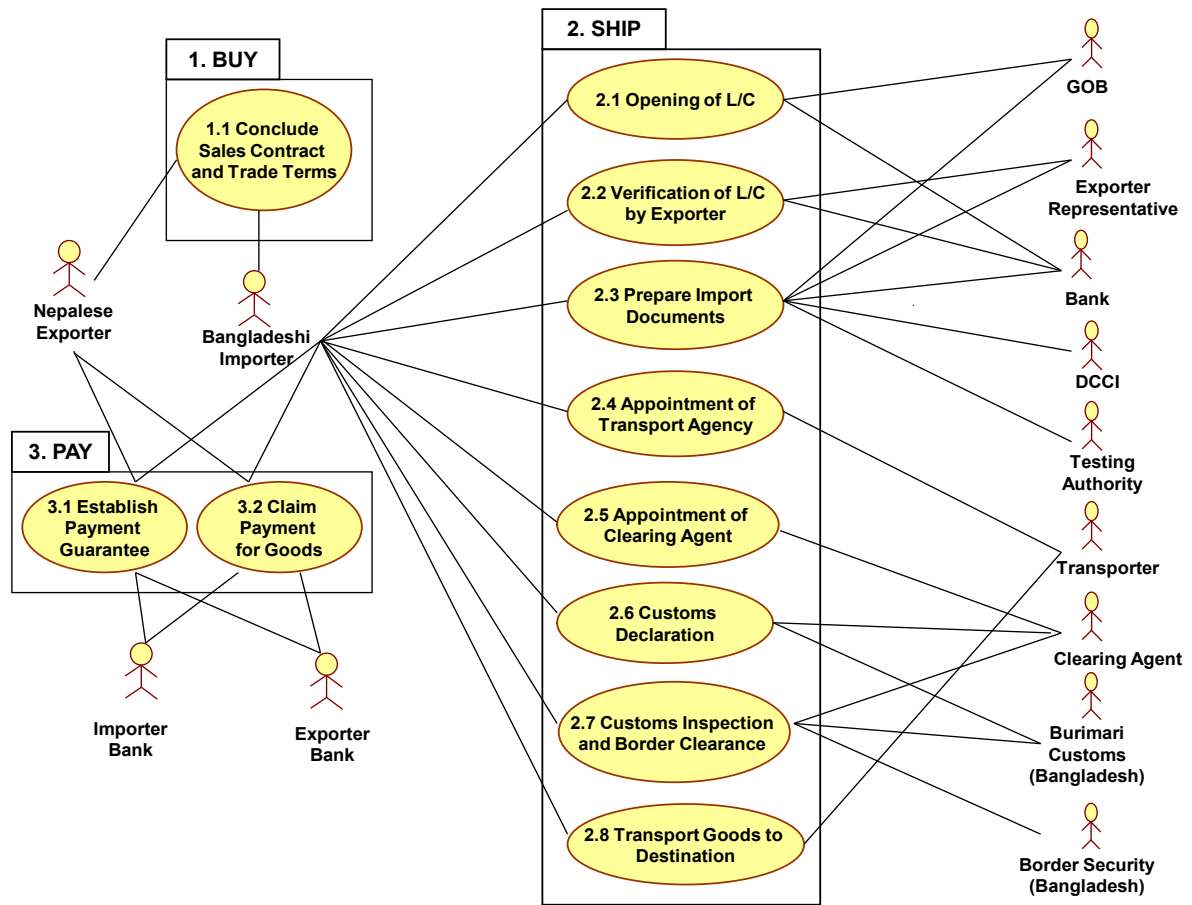 1. BUY
1.1 Conclude
Sales Contract
and Trade Terms
Nepalese
Exporter
Bangladeshi
Importer
3. PAY
3.1 Establish
Payment
Guarantee
3.2 Claim
Payment
for Goods
Importer
Bank
Exporter
Bank
2. SHIP
2.1 Opening of L/C
2.2 Verification of L/C
by Exporter
2.3 Prepare Import
Documents
2.4 Appointment of
Transport Agency
2.5 Appointment of
Clearing Agent
2.6 Customs
Declaration
2.7 Customs Inspection
and Border Clearance
2.8 Transport Goods to
Destination
GOB
Exporter
Representative
Bank
DCCI
Testing
Authority
Transporter
Clearing Agent
Burimari
Customs
(Bangladesh)
Border Security
(Bangladesh)